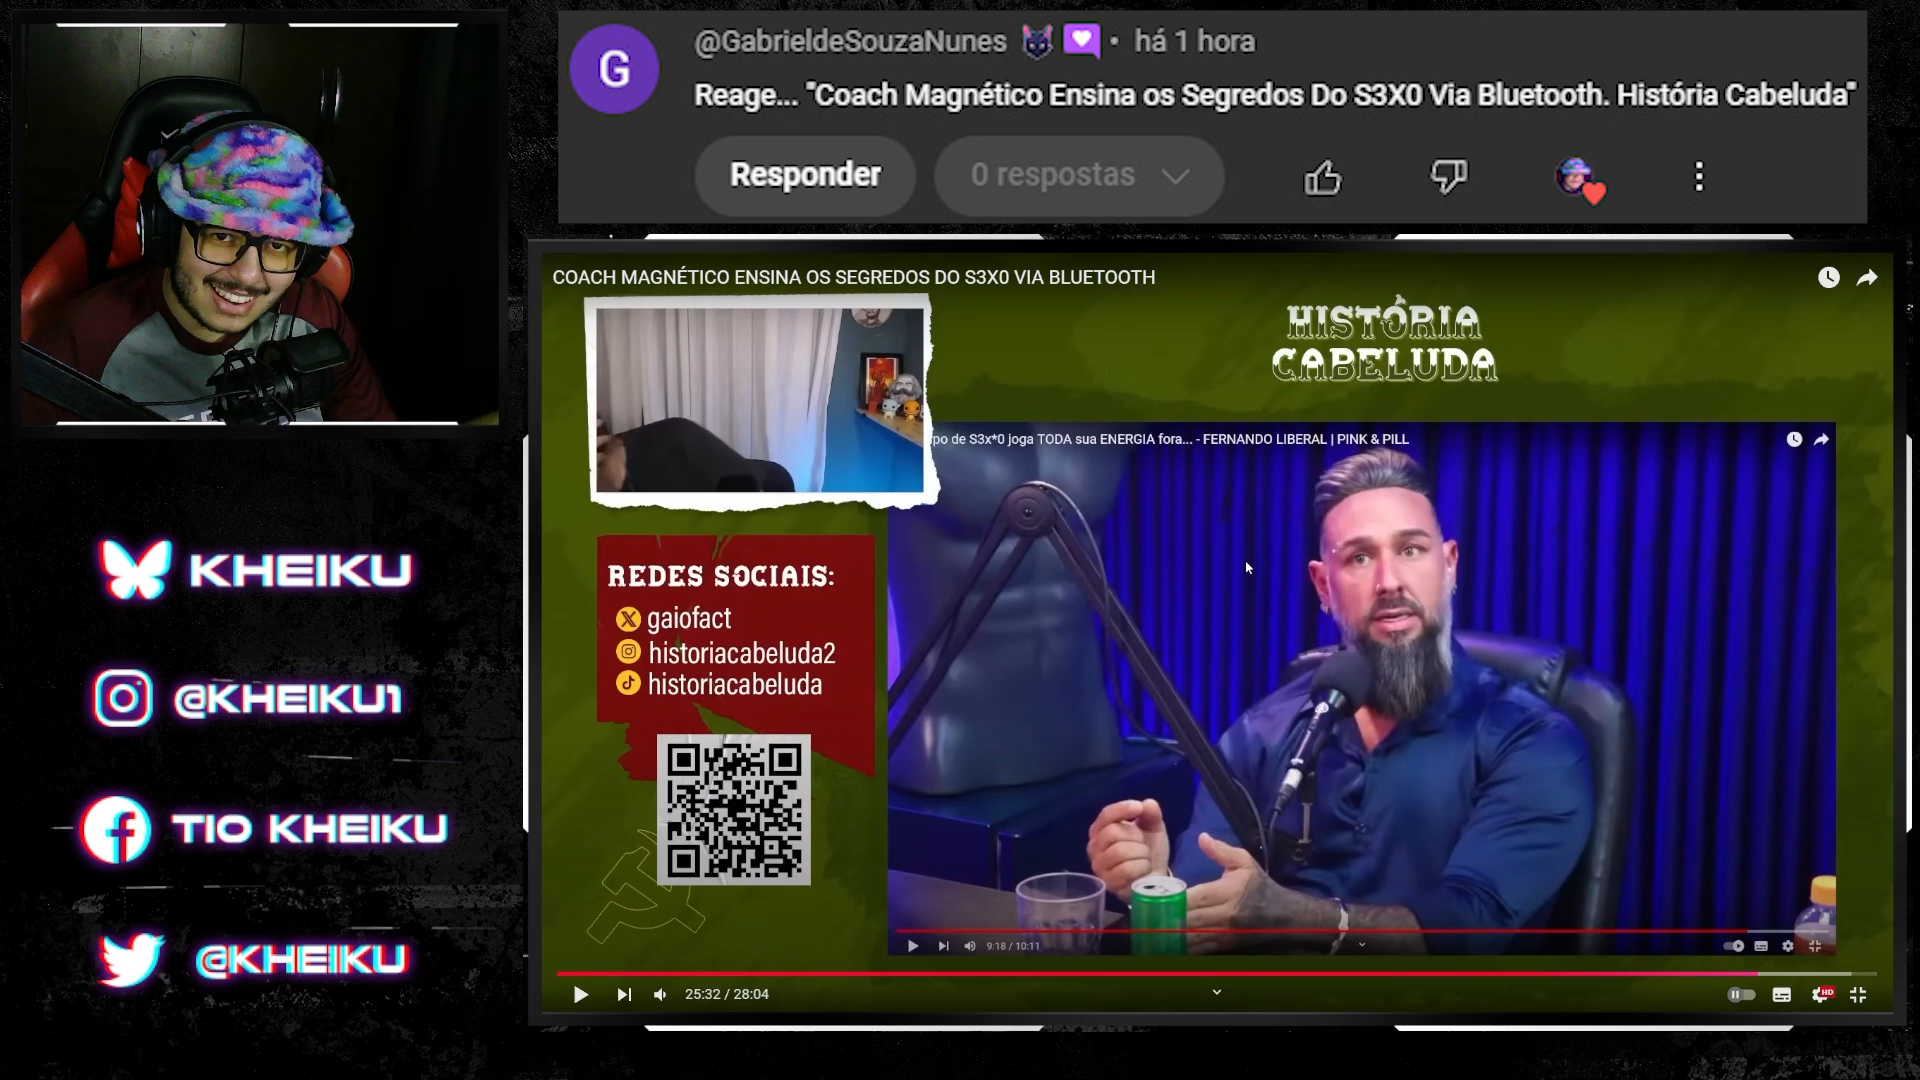 @GabrieldeSouzaNunes • há 1 hora
Reage... "Coach Magnético Ensina os Segredos Do S3X0 Via Bluetooth. História Cabeluda"
Responder
0 respostas
COACH MAGNÉTICO ENSINA OS SEGREDOS DO S3X0 VIA BLUETOOTH
HISTÓRIA
CABELUDA
po de S3x*0 joga TODA sua ENERGIA fora... - FERNANDO LIBERAL | PINK & PILL
REDES SOCIAIS:
gaiofact
historiacabeluda2
historiacabeluda
KHEIKU
@KHEIKU1
TIO KHEIKU
@KHEIKU
9:18 / 10:11
25:32 / 28:04
HD